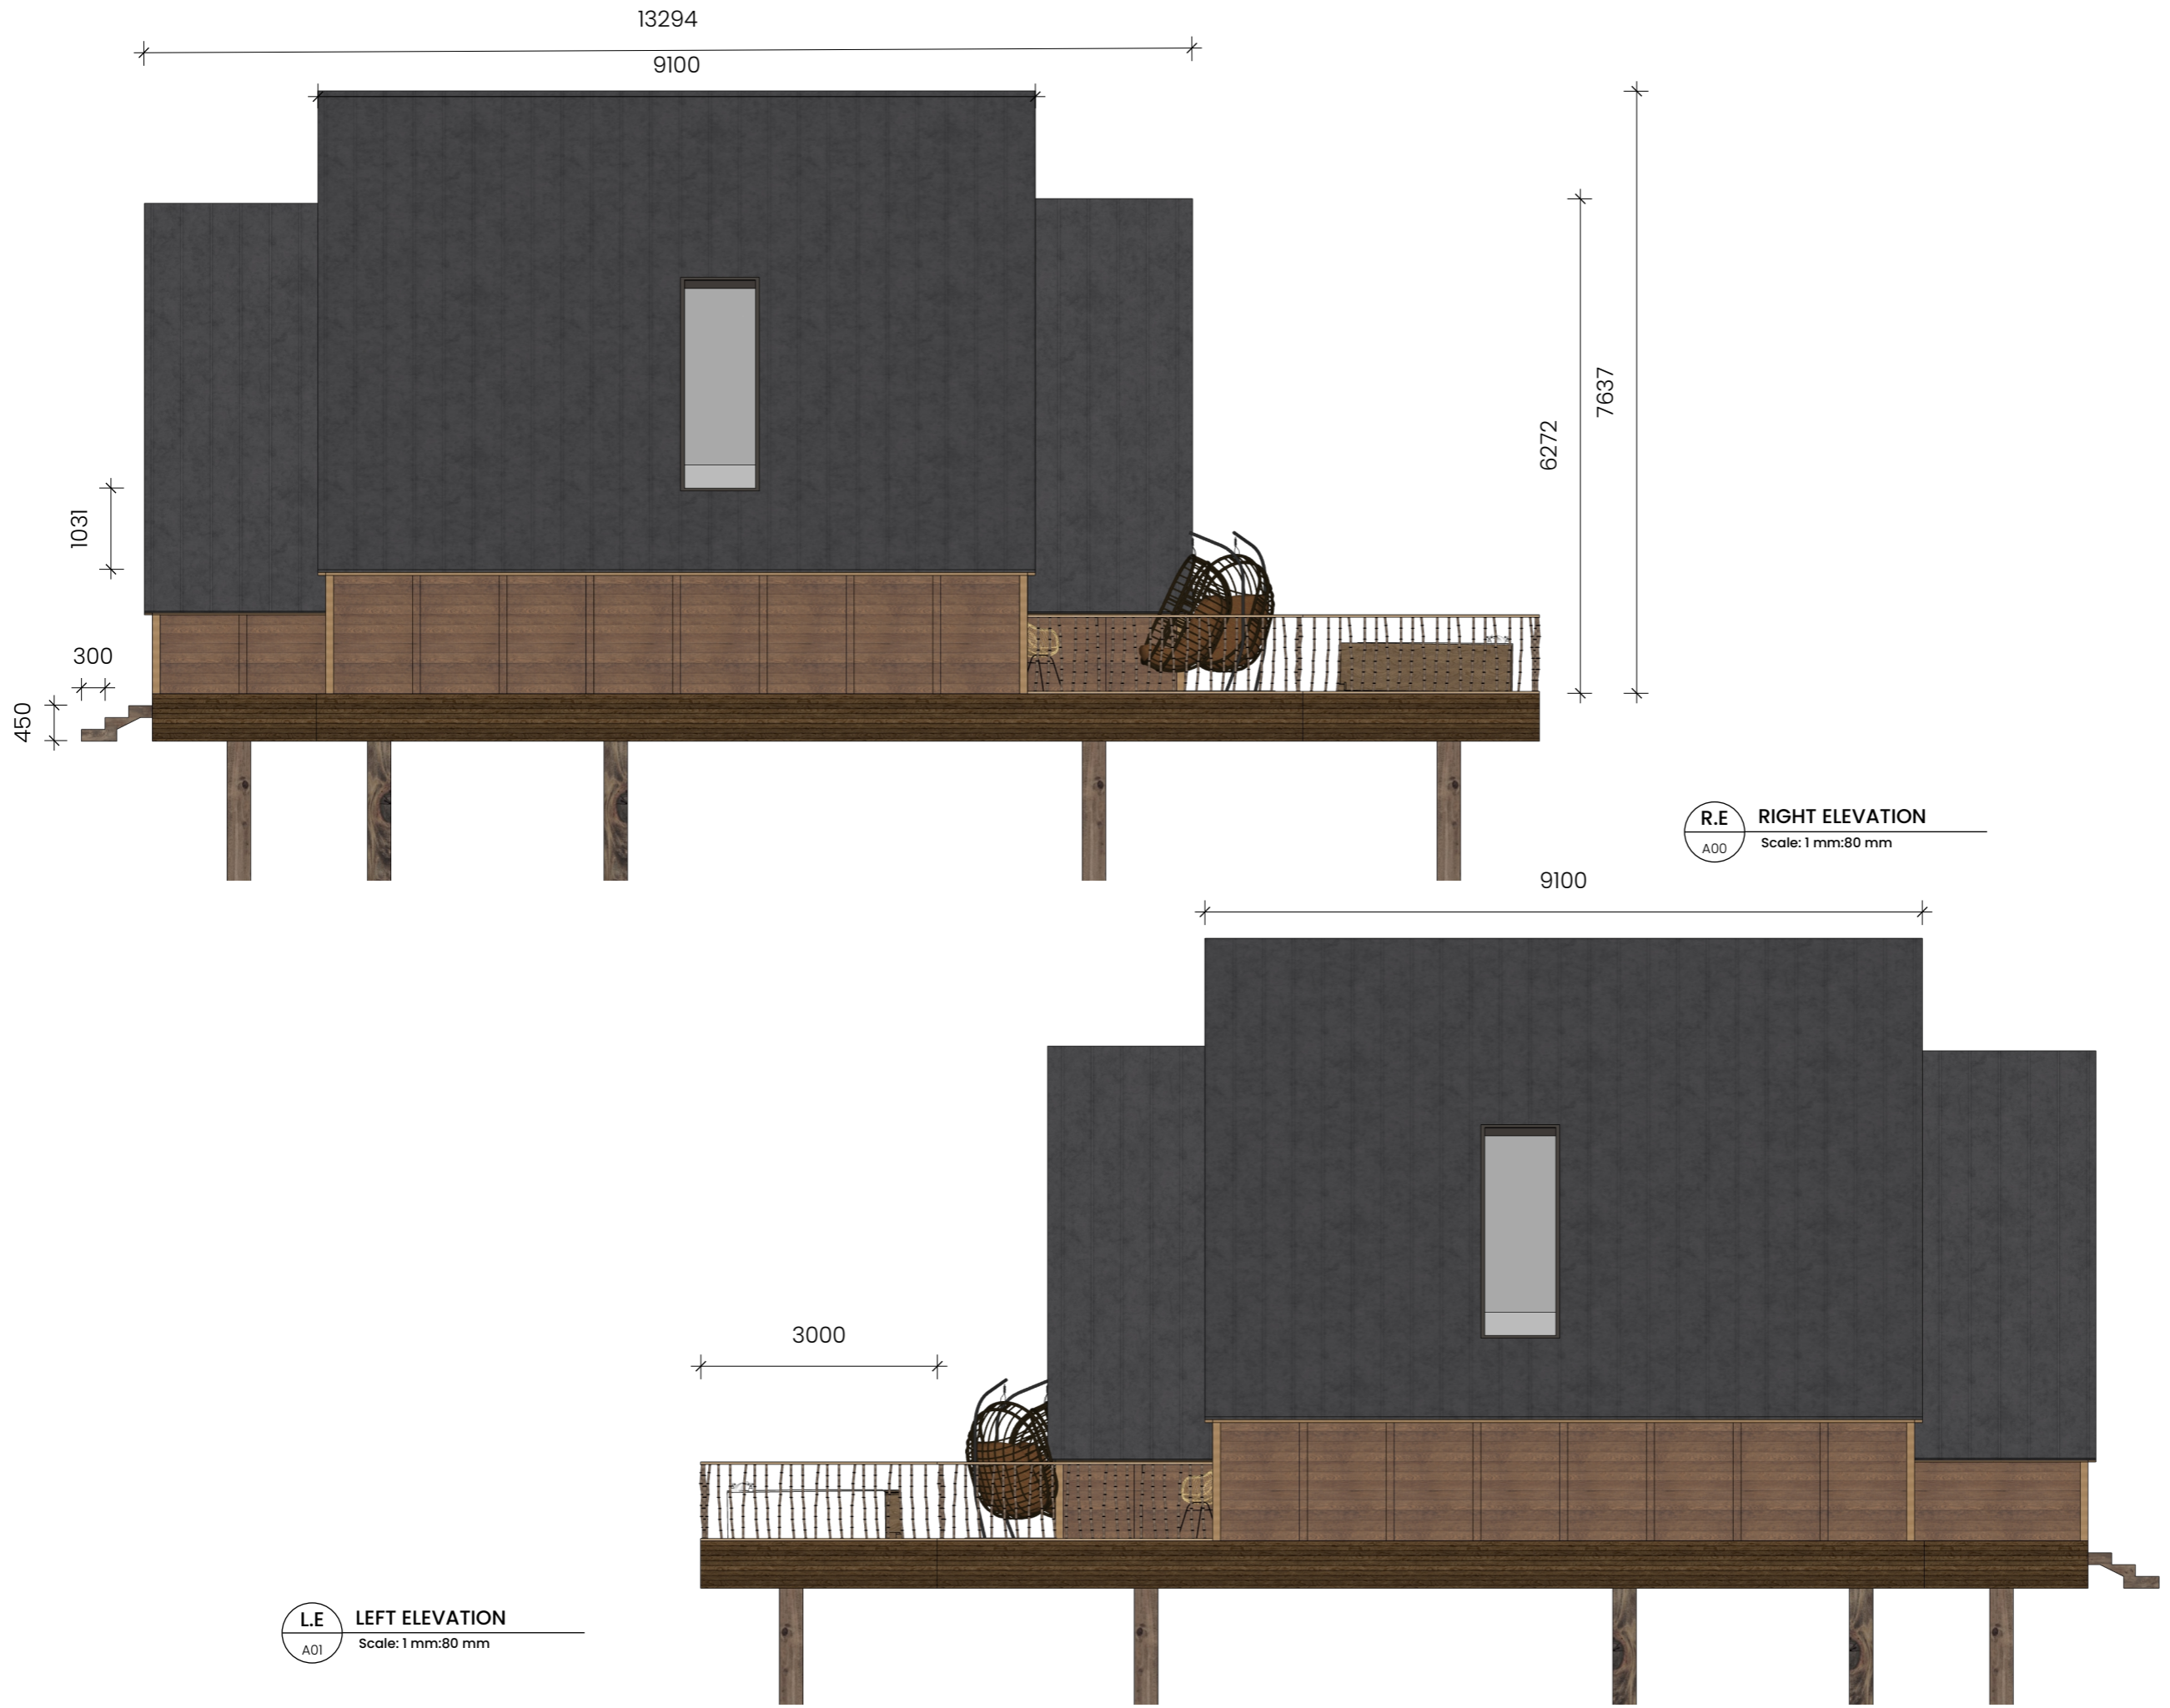 13294
9100
7637
6272
1031
300
450
R.E
A00
RIGHT ELEVATION
Scale: 1 mm:80 mm
9100
3000
L.E
A01
LEFT ELEVATION
Scale: 1 mm:80 mm